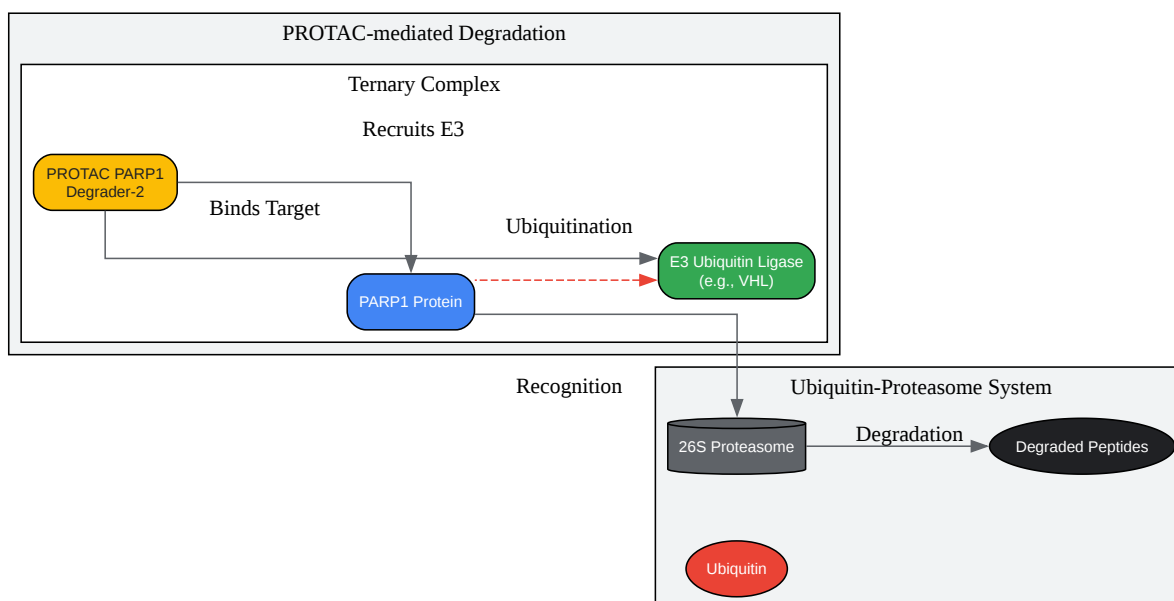 PROTAC-mediated Degradation
Ternary Complex
Recruits E3
PROTAC PARP1
Degrader-2
Binds Target
Ubiquitination
E3 Ubiquitin Ligase
(e.g., VHL)
PARP1 Protein
Recognition
Ubiquitin-Proteasome System
26S Proteasome
Degradation
Degraded Peptides
Ubiquitin